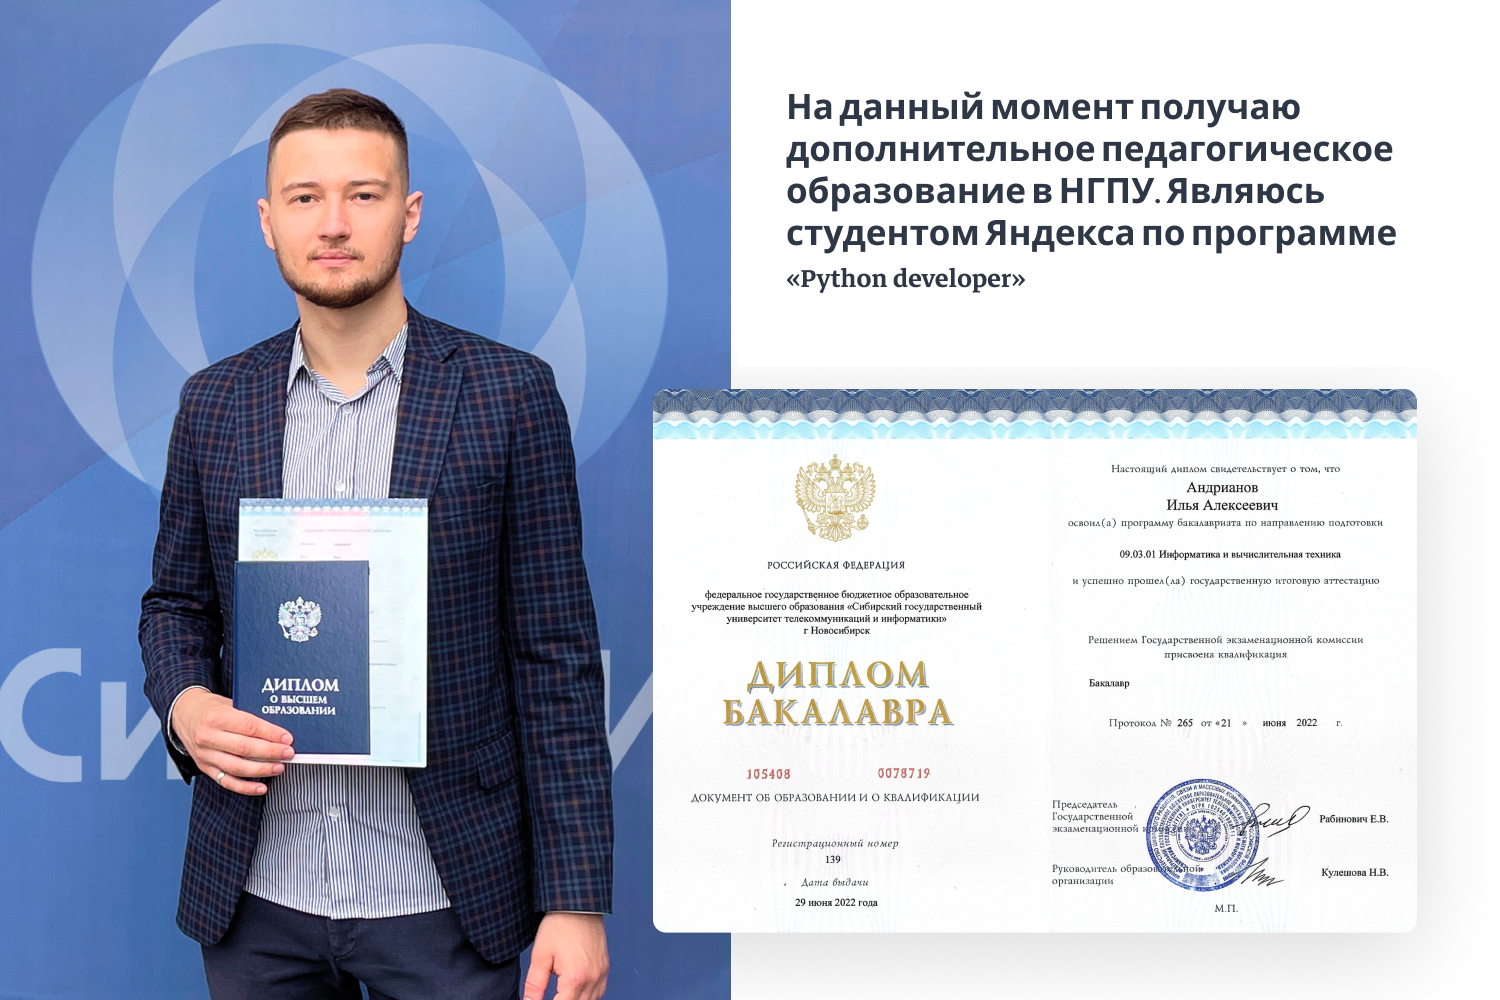 На данный момент получаю
дополнительное педагогическое
образование в НГПУ. Являюсь
студентом Яндекса по программе
«Python developer»
ДИПЛОМ
О ВЫСШЕМ
ОБРАЗОВАНИИ
РОССИЙСКАЯ ФЕДЕРАЦИЯ
федеральное государственное бюджетное образовательное
учреждение высшего образования «Сибирский государственный
университет телекоммуникаций и информатики»
г Новосибирск
ДИПЛОМ
БАКАЛАВРА
105408 0078719
ДОКУМЕНТ ОБ ОБРАЗОВАНИИ И О КВАЛИФИКАЦИИ
Регистрационный номер
139
Дата выдачи
29 июня 2022 года
Настоящий диплом свидетельствует о том, что
Андрианов
Илья Алексеевич
освоил(а) программу бакалавриата по направлению подготовки
09.03.01 Информатика и вычислительная техника
и успешно прошел(ла) государственную итоговую аттестацию
Решением Государственной экзаменационной комиссии
присвоена квалификация
Бакалавр
Протокол № 265 от «21 » июня 2022 г.
Председатель
Государственной
экзаменационной комиссии
Рабинович Е.В.
Руководитель образовательной
организации
Кулешова Н.В.
М.П.